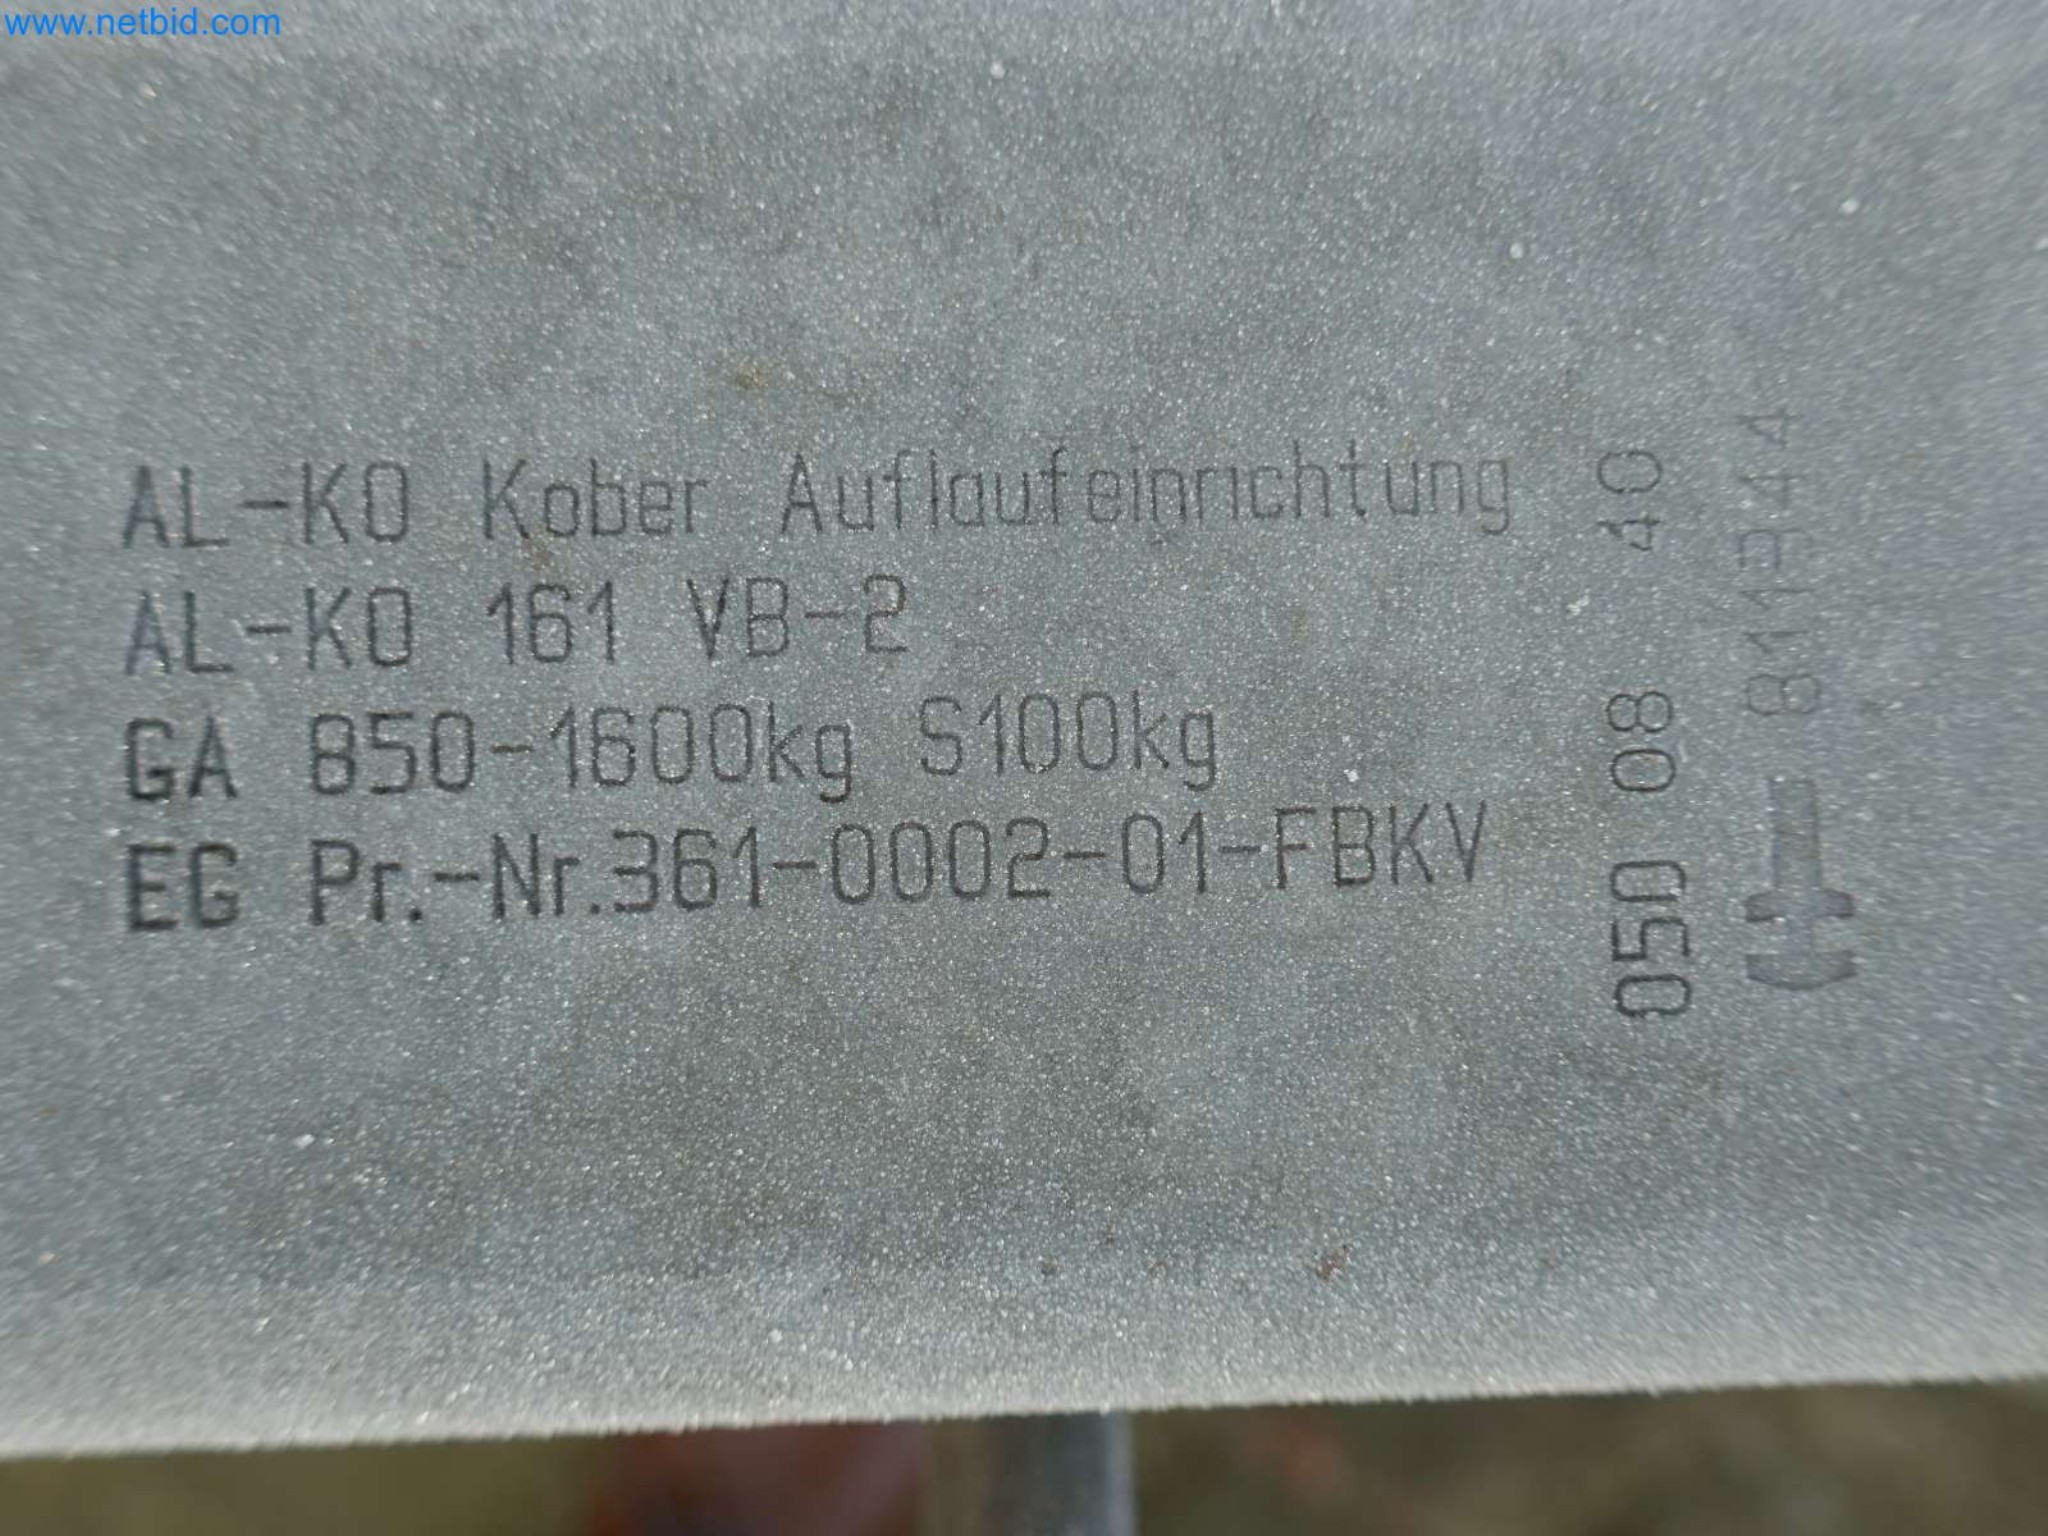 www.netbid.com
AL-KO Kober Auflaufeinrichtung
AL-KO 161 VB-2
GA 850-1600kg S100kg
EG Pr.-Nr.361-0002-01-FBKV
050 08 40
811344